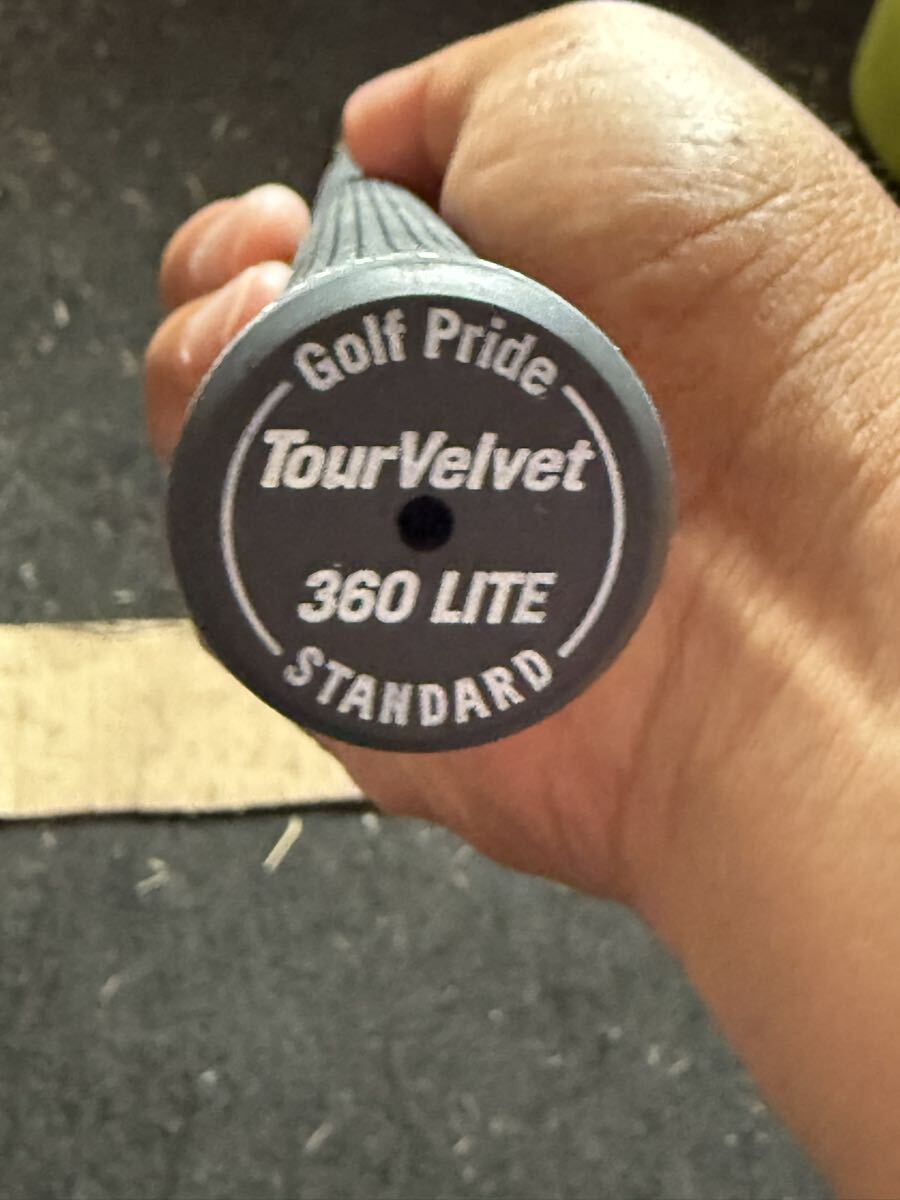 Golf Pride
TourVelvet
360 LITE
STANDARD